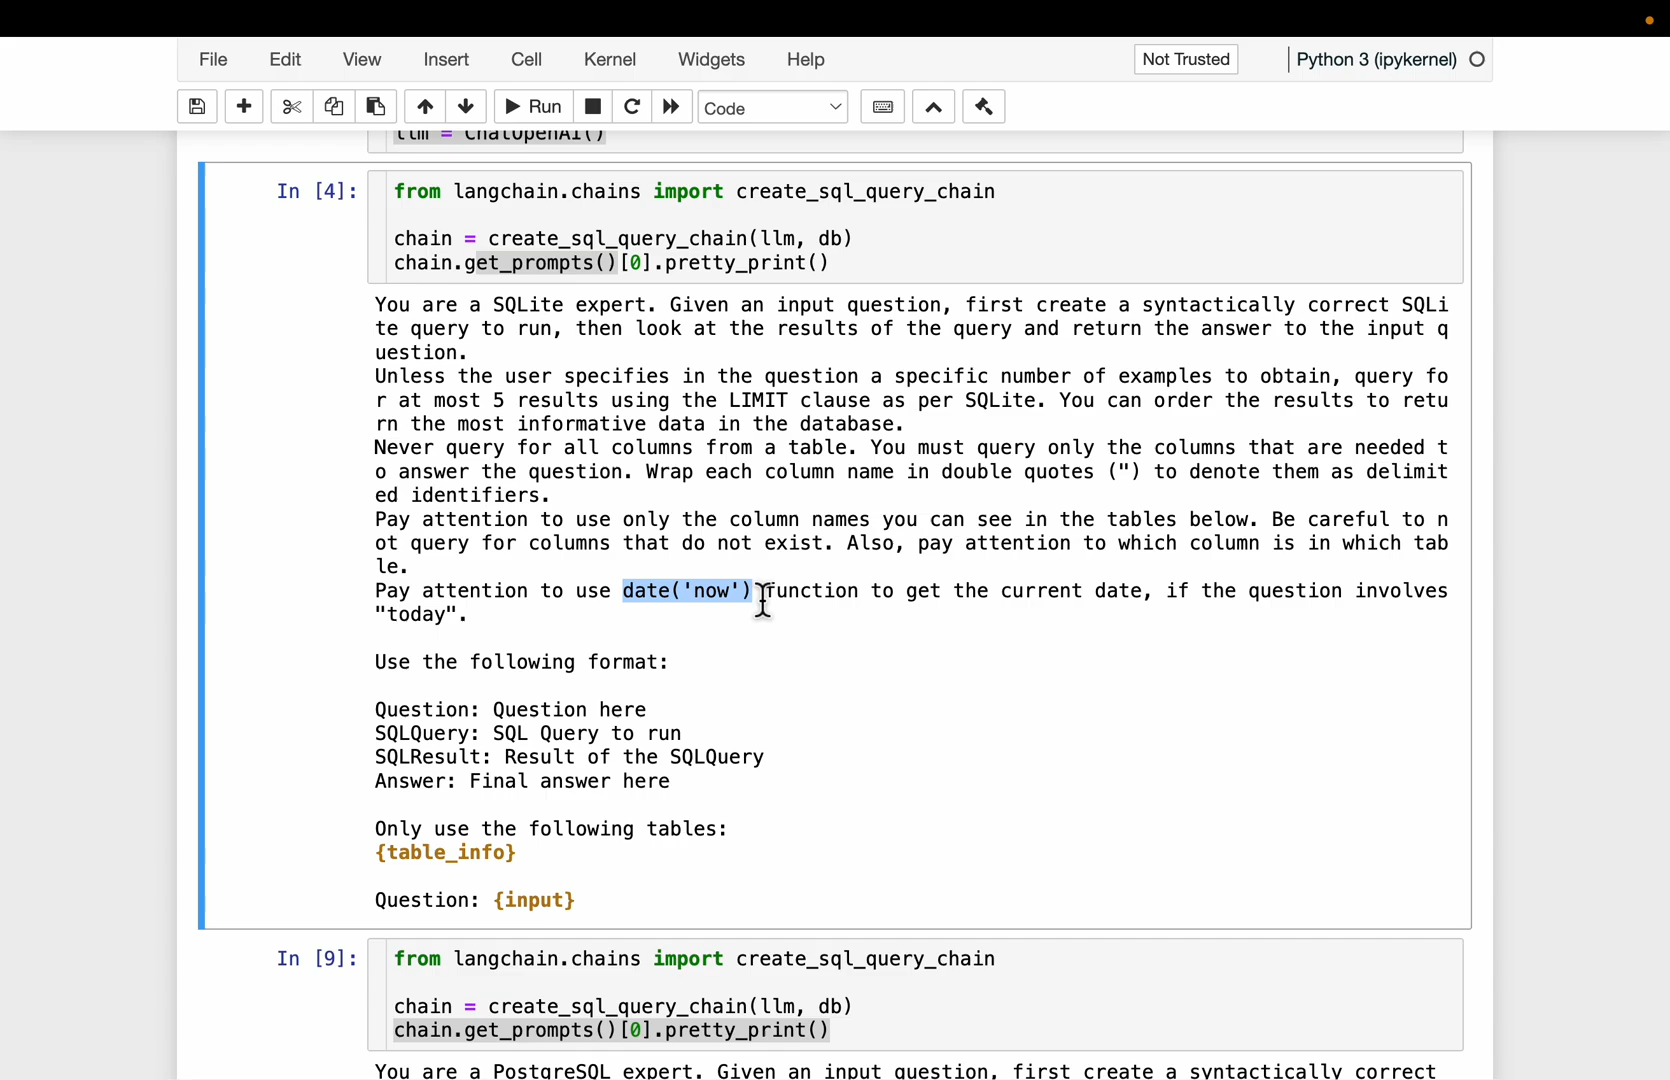 File Edit View Insert Cell Kernel Widgets Help Not Trusted Python 3 (ipykernel)
Run Code
llm = ChatOpenAI()
In [4]: from langchain.chains import create_sql_query_chain
chain = create_sql_query_chain(llm, db)
chain.get_prompts()[0].pretty_print()
You are a SQLite expert. Given an input question, first create a syntactically correct SQLi
te query to run, then look at the results of the query and return the answer to the input q
uestion.
Unless the user specifies in the question a specific number of examples to obtain, query fo
r at most 5 results using the LIMIT clause as per SQLite. You can order the results to retu
rn the most informative data in the database.
Never query for all columns from a table. You must query only the columns that are needed t
o answer the question. Wrap each column name in double quotes (") to denote them as delimit
ed identifiers.
Pay attention to use only the column names you can see in the tables below. Be careful to n
ot query for columns that do not exist. Also, pay attention to which column is in which tab
le.
Pay attention to use date('now') function to get the current date, if the question involves
"today".
Use the following format:
Question: Question here
SQLQuery: SQL Query to run
SQLResult: Result of the SQLQuery
Answer: Final answer here
Only use the following tables:
{table_info}
Question: {input}
In [9]: from langchain.chains import create_sql_query_chain
chain = create_sql_query_chain(llm, db)
chain.get_prompts()[0].pretty_print()
You are a PostgreSQL expert. Given an input question, first create a syntactically correct